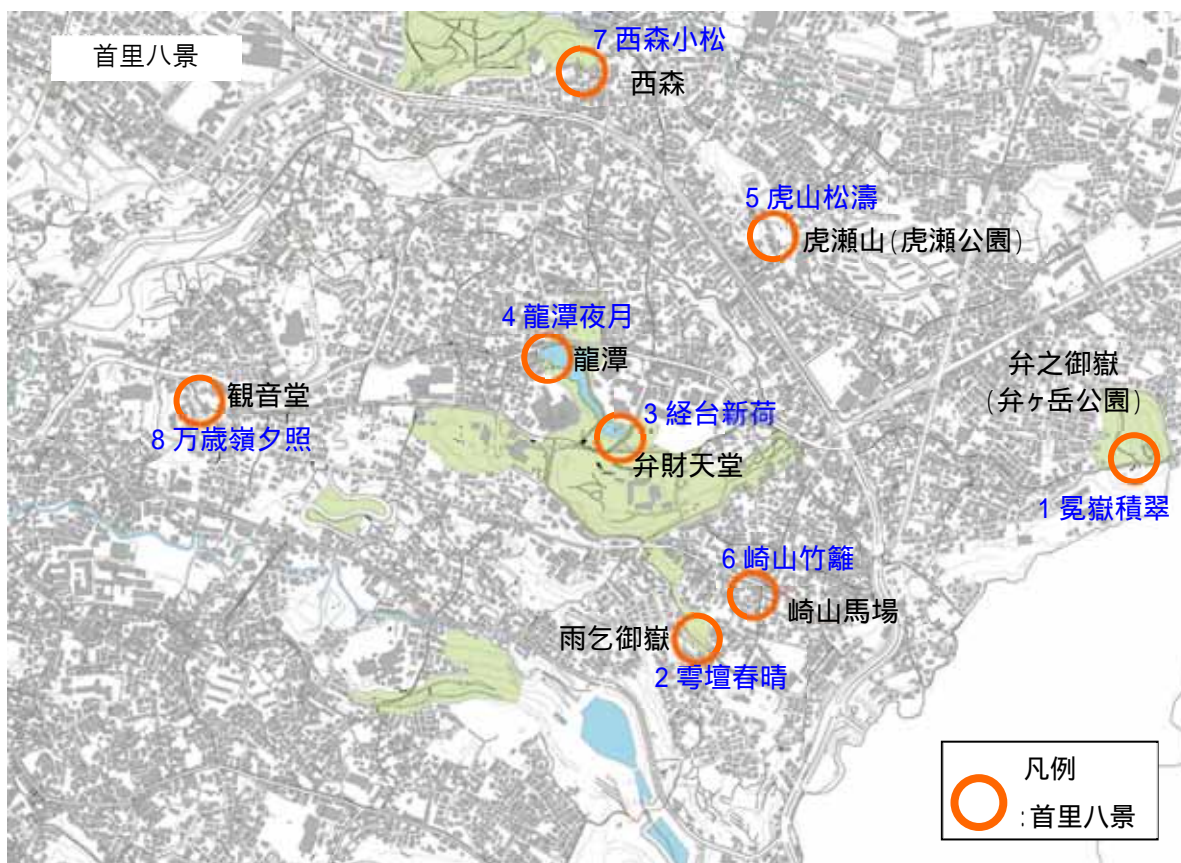 首里八景
7 西森小松
西森
5 虎山松濤
虎瀬山(虎瀬公園)
4 龍潭夜月
龍潭
弁之御嶽
(弁ヶ岳公園)
観音堂
8 万歳嶺夕照
3 経台新荷
弁財天堂
1 冕嶽積翠
6 崎山竹籬
崎山馬場
雨乞御嶽
2 雩壇春晴
凡例
:首里八景